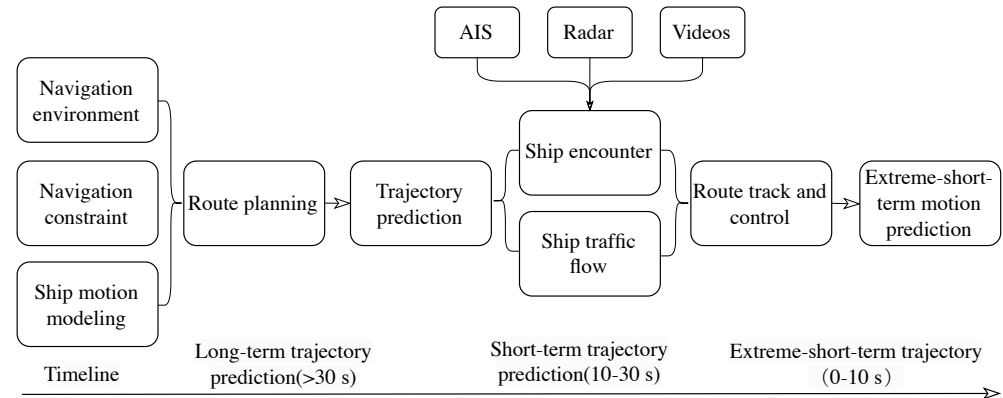 AIS
Radar
Videos
Navigation
environment
Navigation
constraint
Ship motion
modeling
Route planning
Trajectory
prediction
Ship encounter
Ship traffic
flow
Route track and
control
Extreme-short-
term motion
prediction
Timeline
Long-term trajectory
prediction(>30 s)
Short-term trajectory
prediction(10-30 s)
Extreme-short-term trajectory
（0-10 s）